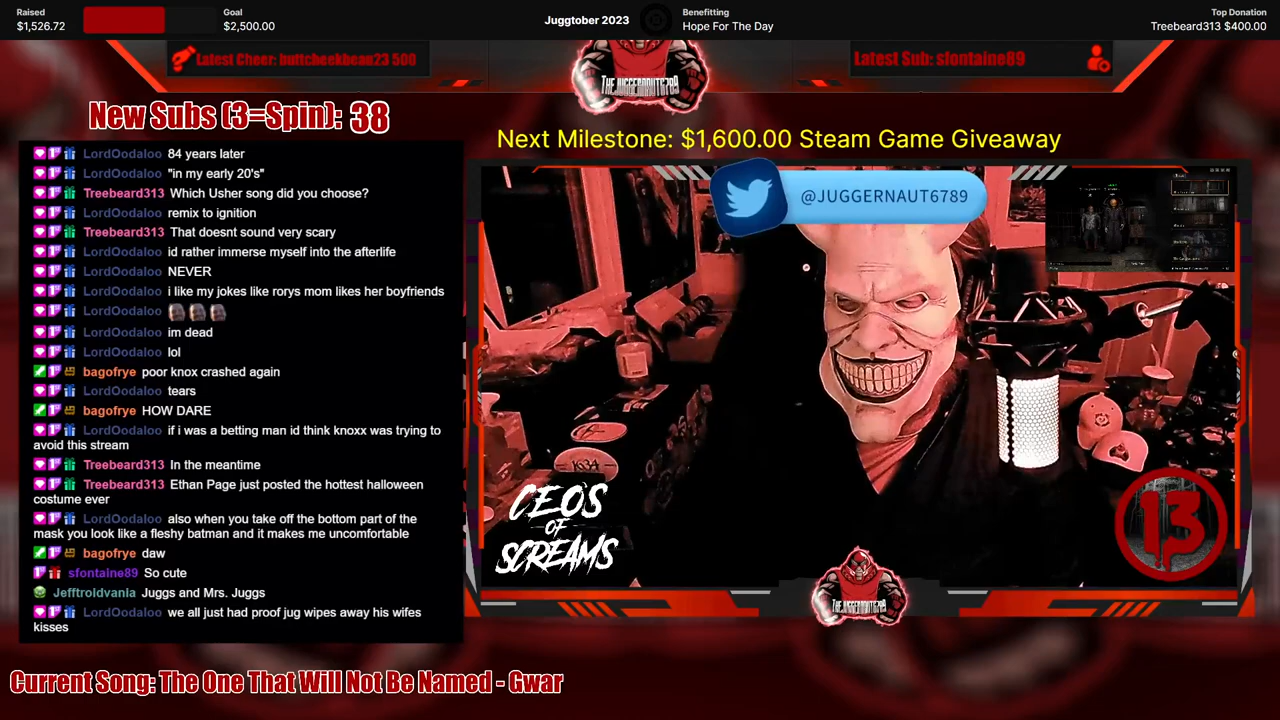 Raised
$1,526.72
Goal
$2,500.00
Juggtober 2023
Benefitting
Hope For The Day
Top Donation
Treebeard313 $400.00
Latest Cheer: buttcheekbeau23 500
Latest Sub: sfontaine89
THEJUGGERNAUT6789
New Subs (3=Spin): 38
Next Milestone: $1,600.00 Steam Game Giveaway
@JUGGERNAUT6789
LordOodaloo 84 years later
LordOodaloo "in my early 20's"
Treebeard313 Which Usher song did you choose?
LordOodaloo remix to ignition
Treebeard313 That doesnt sound very scary
LordOodaloo id rather immerse myself into the afterlife
LordOodaloo NEVER
LordOodaloo i like my jokes like rorys mom likes her boyfriends
LordOodaloo
LordOodaloo im dead
LordOodaloo lol
bagofrye poor knox crashed again
LordOodaloo tears
bagofrye HOW DARE
LordOodaloo if i was a betting man id think knoxx was trying to
avoid this stream
Treebeard313 In the meantime
Treebeard313 Ethan Page just posted the hottest halloween
costume ever
LordOodaloo also when you take off the bottom part of the
mask you look like a fleshy batman and it makes me uncomfortable
bagofrye daw
sfontaine89 So cute
Jefftroidvania Juggs and Mrs. Juggs
LordOodaloo we all just had proof jug wipes away his wifes
kisses
CEOS
OF
SCREAMS
13
THEJUGGERNAUT6789
Current Song: The One That Will Not Be Named - Gwar